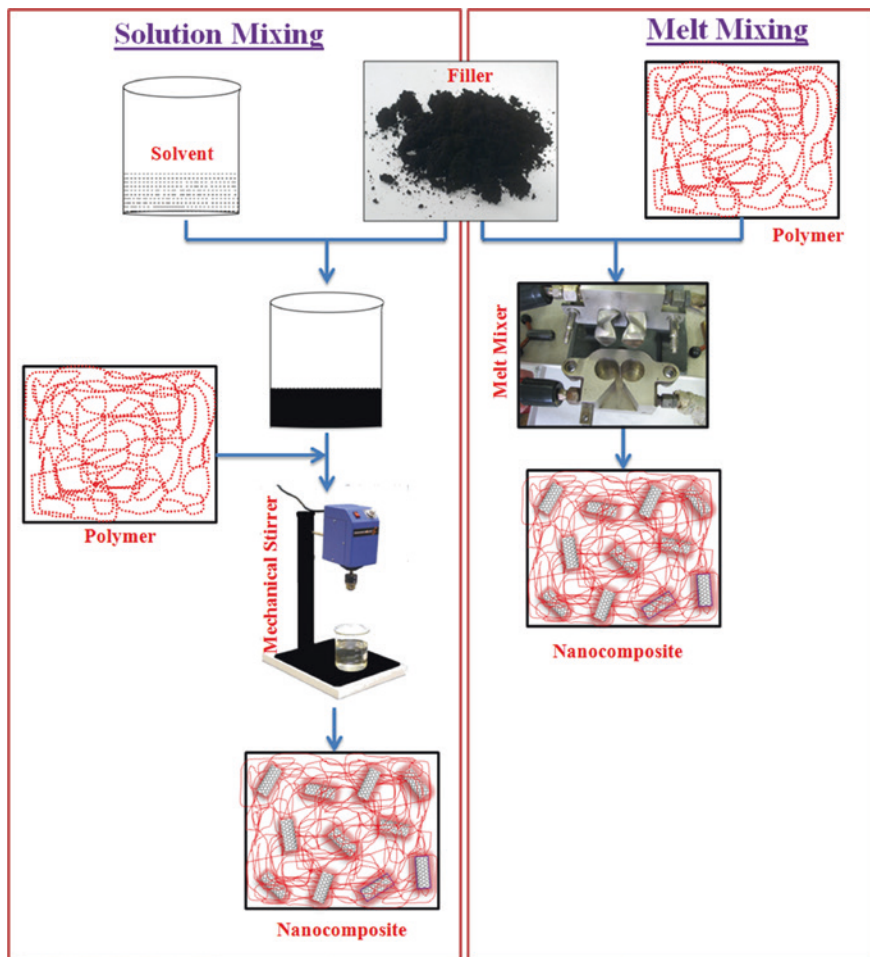 Solution Mixing
Melt Mixing
Filler
Solvent
Polymer
Melt Mixer
Polymer
Mechanical Stirrer
Nanocomposite
Nanocomposite